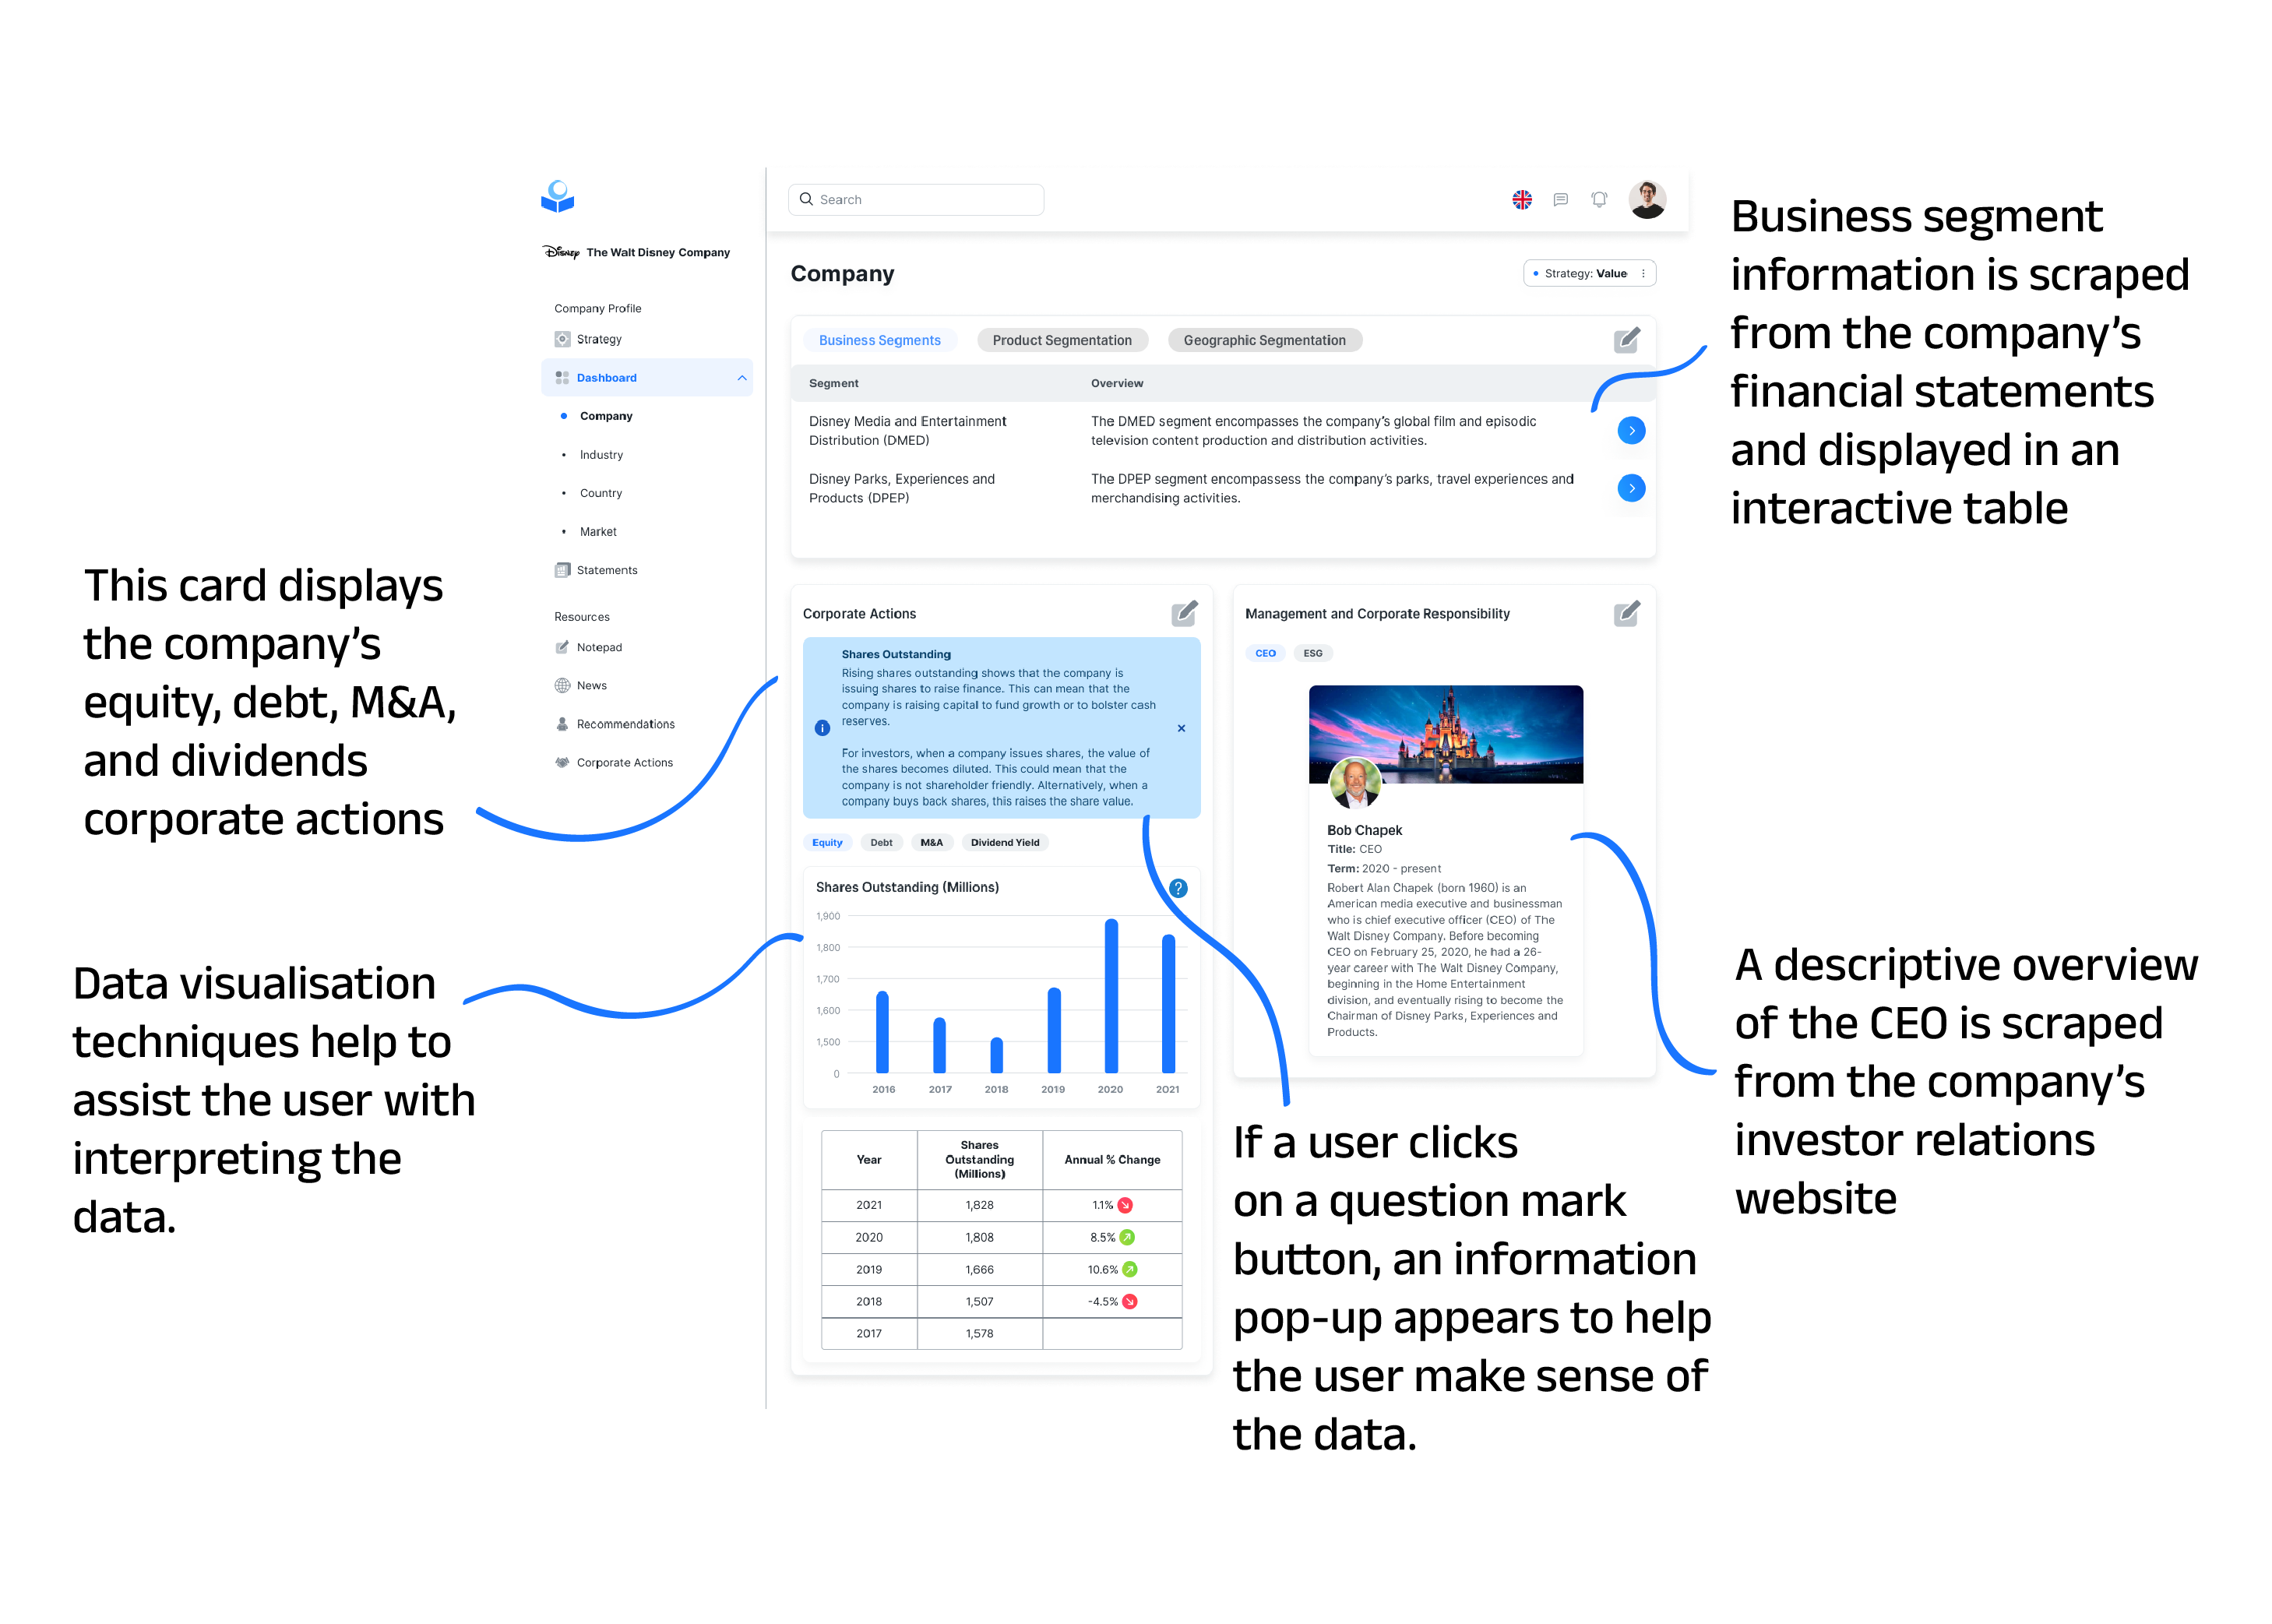 Search
Disney
The Walt Disney Company
Company Profile
Strategy
Dashboard
Company
Industry
Country
Market
Statements
Resources
Notepad
News
Recommendations
Corporate Actions
Company
Strategy: Value
Business Segments
Product Segmentation
Geographic Segmentation
Segment
Overview
Disney Media and Entertainment
Distribution (DMED)
The DMED segment encompasses the company's global film and episodic
television content production and distribution activities.
Disney Parks, Experiences and
Products (DPEP)
The DPEP segment encompassess the company's parks, travel experiences and
merchandising activities.
Corporate Actions
Shares Outstanding
Rising shares outstanding shows that the company is
issuing shares to raise finance. This can mean that the
company is raising capital to fund growth or to bolster cash
reserves.
For investors, when a company issues shares, the value of
the shares becomes diluted. This could mean that the
company is not shareholder friendly. Alternatively, when a
company buys back shares, this raises the share value.
Equity
Debt
M&A
Dividend Yield
Shares Outstanding (Millions)
?
1,900
1,800
1,700
1,600
1,500
0
2016 2017 2018 2019 2020 2021
Year
Shares
Outstanding
(Millions)
Annual % Change
2021 1,828 1.1%
2020 1,808 8.5%
2019 1,666 10.6%
2018 1,507 -4.5%
2017 1,578
Management and Corporate Responsibility
CEO
ESG
Bob Chapek
Title: CEO
Term: 2020 - present
Robert Alan Chapek (born 1960) is an
American media executive and businessman
who is chief executive officer (CEO) of The
Walt Disney Company. Before becoming
CEO on February 25, 2020, he had a 26-
year career with The Walt Disney Company,
beginning in the Home Entertainment
division, and eventually rising to become the
Chairman of Disney Parks, Experiences and
Products.
Business segment
information is scraped
from the company's
financial statements
and displayed in an
interactive table
This card displays
the company's
equity, debt, M&A,
and dividends
corporate actions
Data visualisation
techniques help to
assist the user with
interpreting the
data.
If a user clicks
on a question mark
button, an information
pop-up appears to help
the user make sense of
the data.
A descriptive overview
of the CEO is scraped
from the company's
investor relations
website